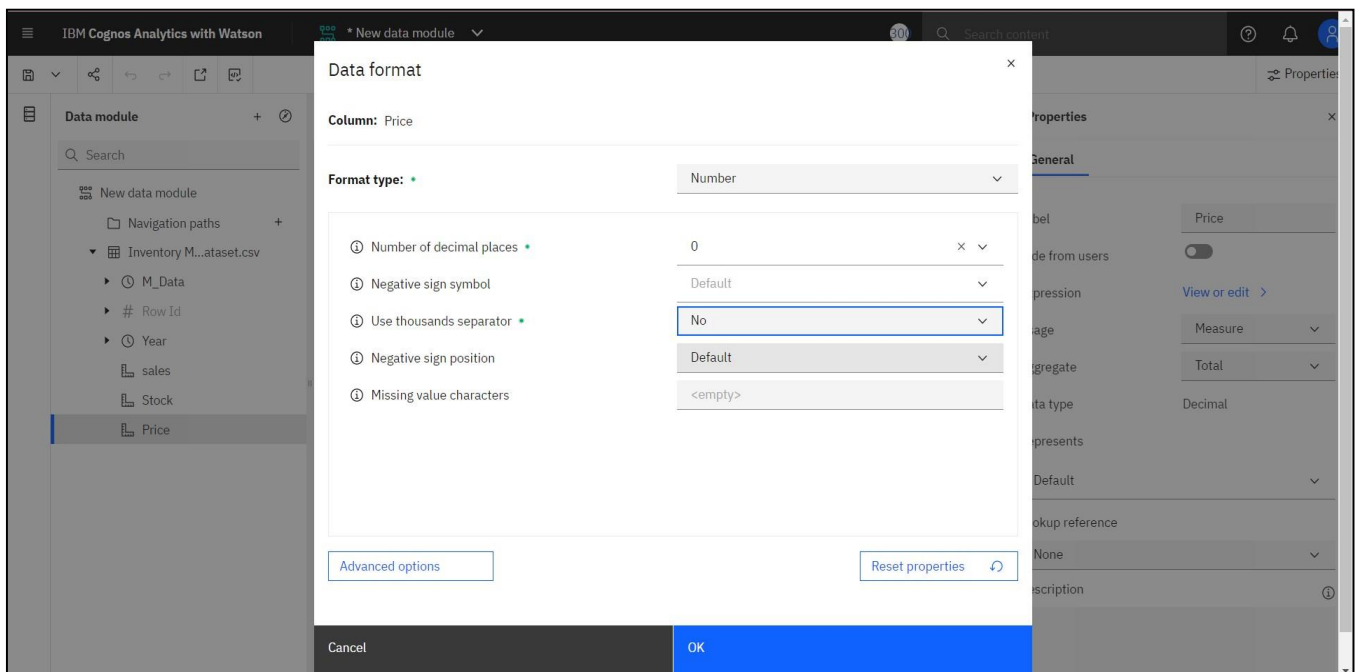 IBM Cognos Analytics with Watson
* New data module
Search content
Properties
Data module
Search
New data module
Navigation paths
Inventory M...ataset.csv
M_Data
# Row Id
Year
sales
Stock
Price
Data format
Column: Price
Format type:
Number
Number of decimal places
0
Negative sign symbol
Default
Use thousands separator
No
Negative sign position
Default
Missing value characters
<empty>
Advanced options
Reset properties
Cancel
OK
roperties
General
bel
Price
de from users
pression
View or edit
age
Measure
gregate
Total
ta type
Decimal
presents
Default
okup reference
None
scription